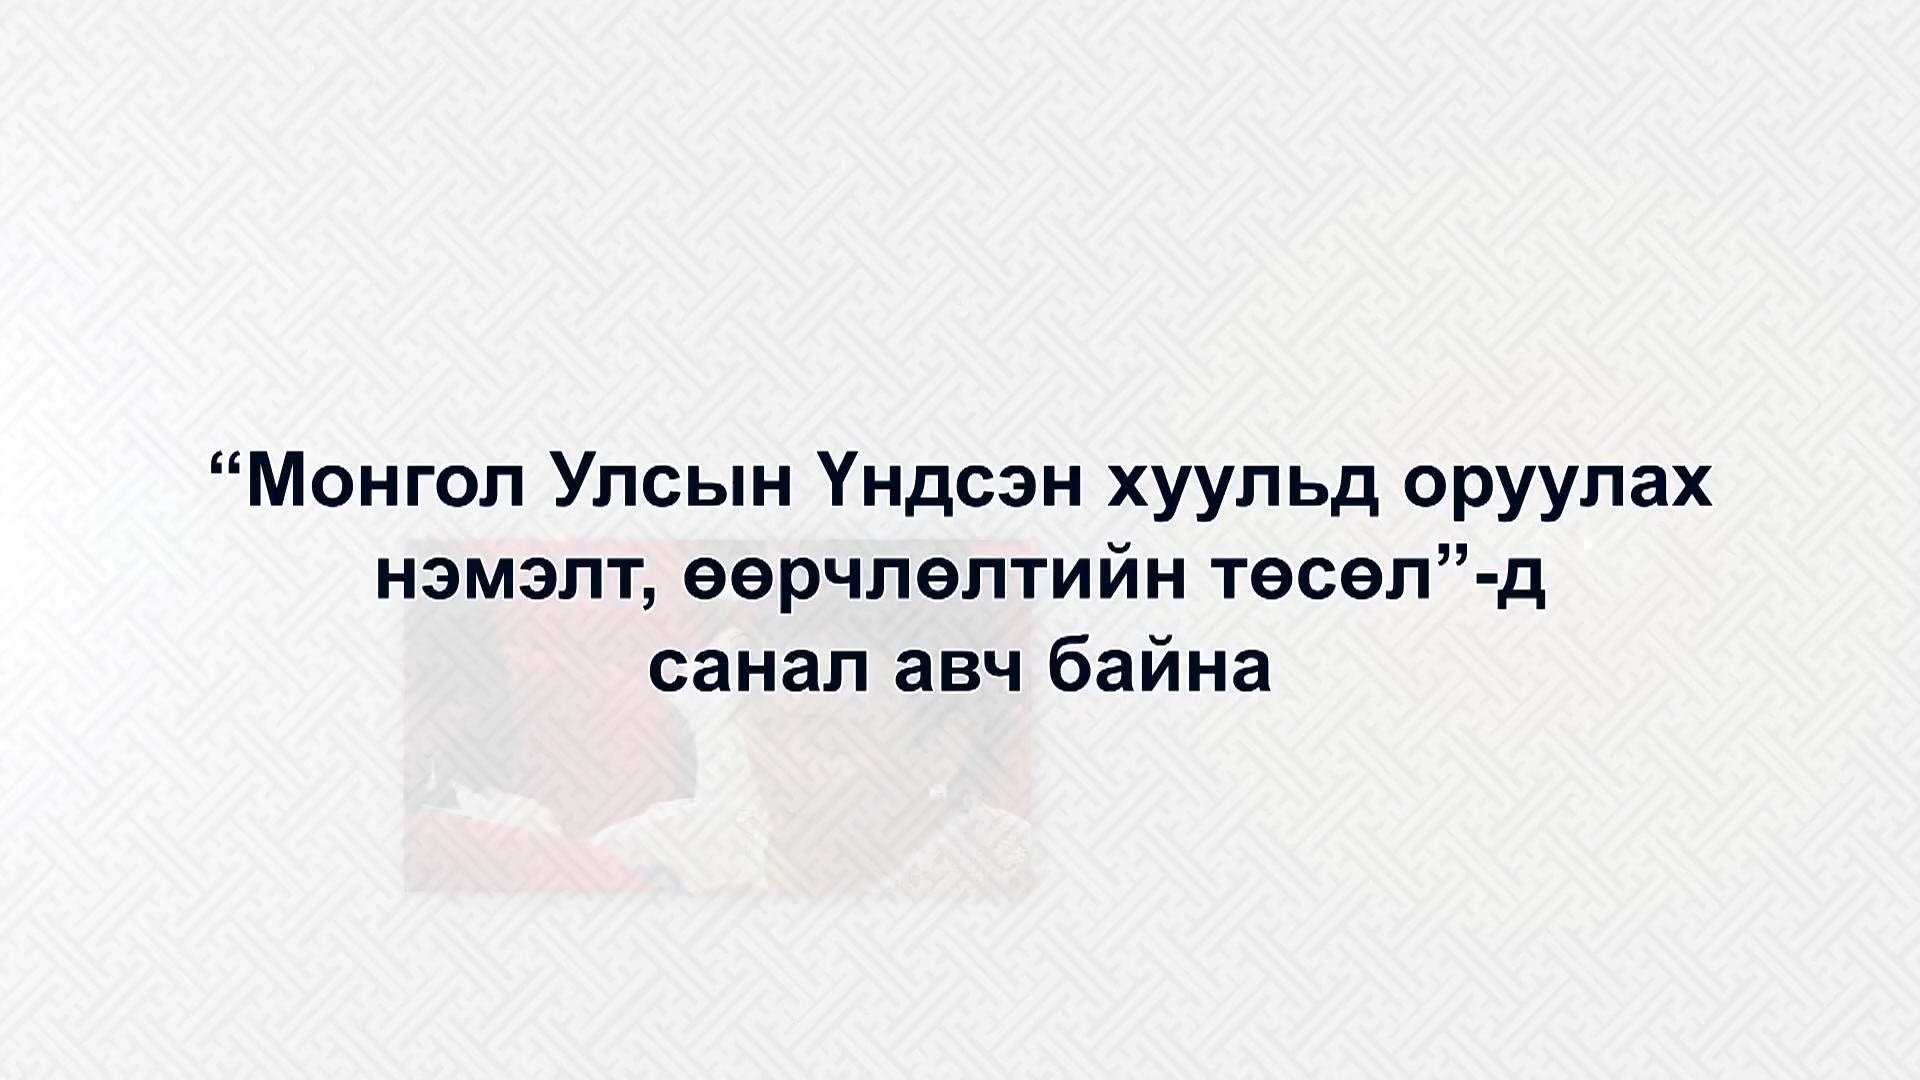 “Монгол Улсын Үндсэн хуульд оруулах
нэмэлт, өөрчлөлтийн төсөл”-д
санал авч байна